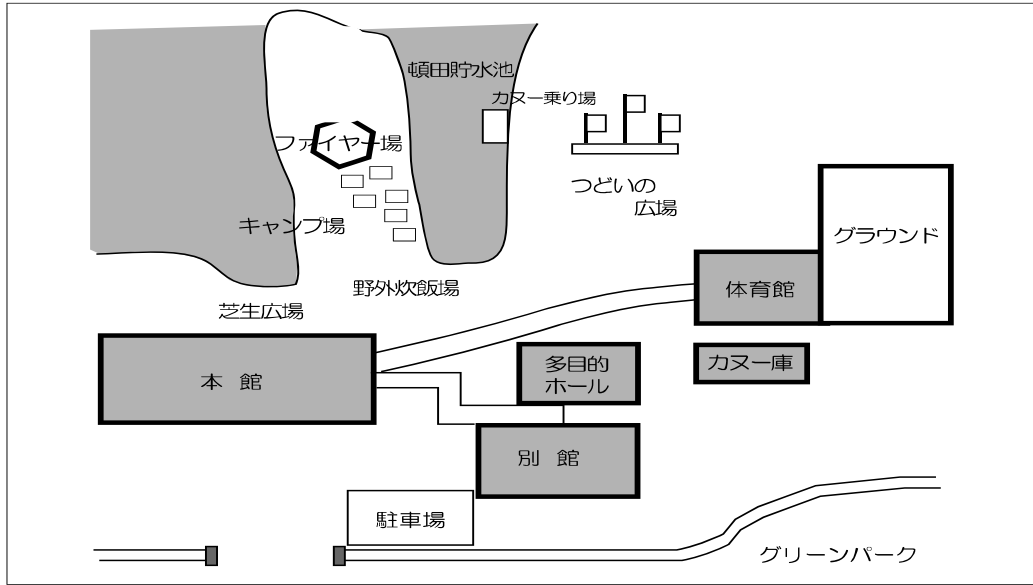 頓田貯水池
カヌー乗り場
ファイヤー場
つどいの
広場
キャンプ場
グラウンド
野外炊飯場
体育館
芝生広場
本 館
多目的
ホール
カヌー庫
別 館
駐車場
グリーンパーク